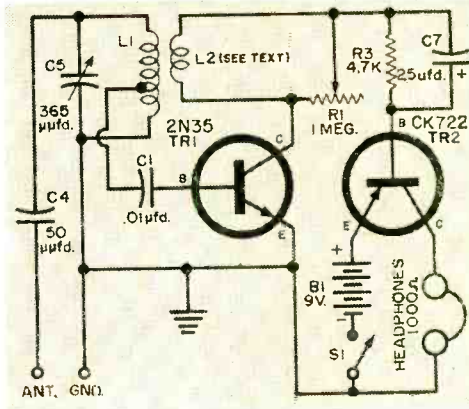 L1
C5
365
µµfd.
L2 (SEE TEXT)
R3
4.7K
C7
.25ufd.
+
2N35
TR1
R1
1 MEG.
B
CK722
TR2
C1
.01µfd.
B
C
E
C4
50
µµfd.
E
C
+
B1
9V.
-
S1
HEADPHONES
1000Ω
ANT.
GND.